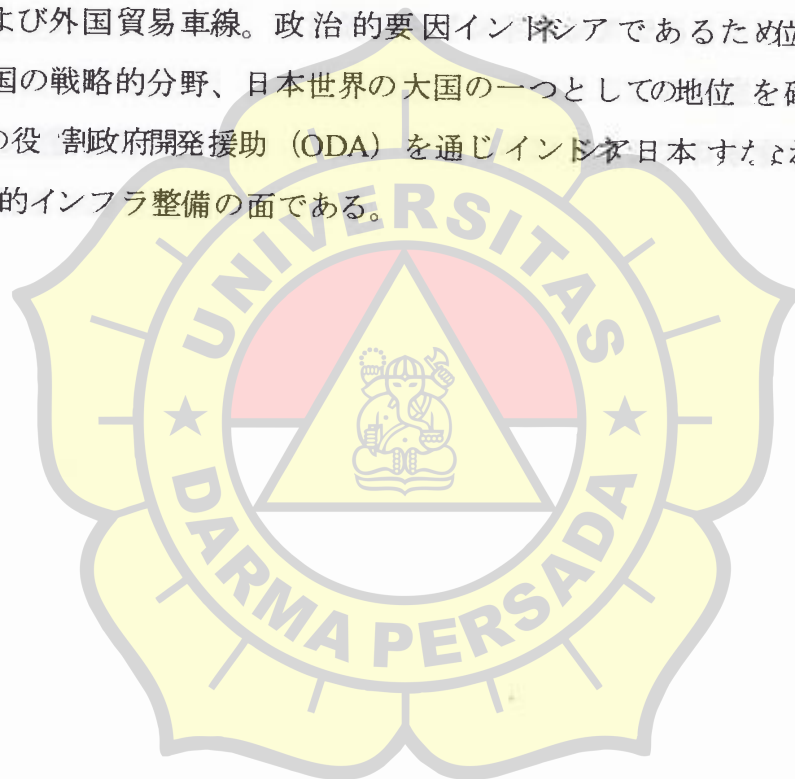 よび外国貿易車線。政治的要因インドネシアであるため位
国の戦略的分野、日本世界の大国の一つとしての地位 を
の役 割政府開発援助 (ODA) を通じインドネシア日本 すなわ
的インフラ整備の面である。
UNIVERSITAS
DARMA PERSADA